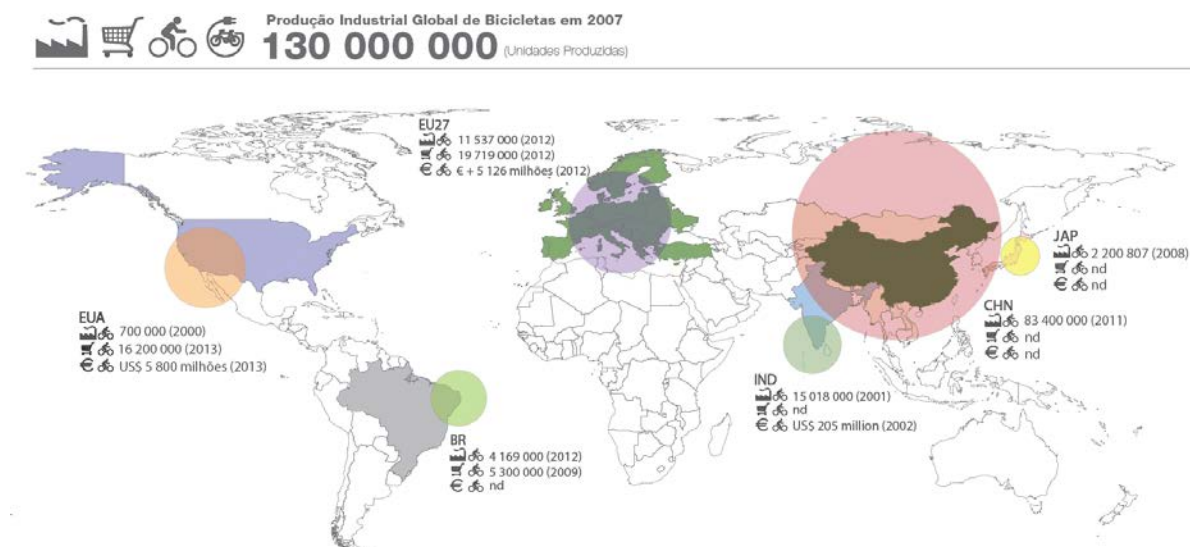 Produção Industrial Global de Bicicletas em 2007
130 000 000 (Unidades Produzidas)
EU27
11 537 000 (2012)
19 719 000 (2012)
€ + 5 126 milhões (2012)
JAP
2 200 807 (2008)
nd
€ nd
EUA
700 000 (2000)
16 200 000 (2013)
€ US$ 5 800 milhões (2013)
CHN
83 400 000 (2011)
nd
€ nd
IND
15 018 000 (2001)
nd
€ US$ 205 million (2002)
BR
4 169 000 (2012)
5 300 000 (2009)
€ nd